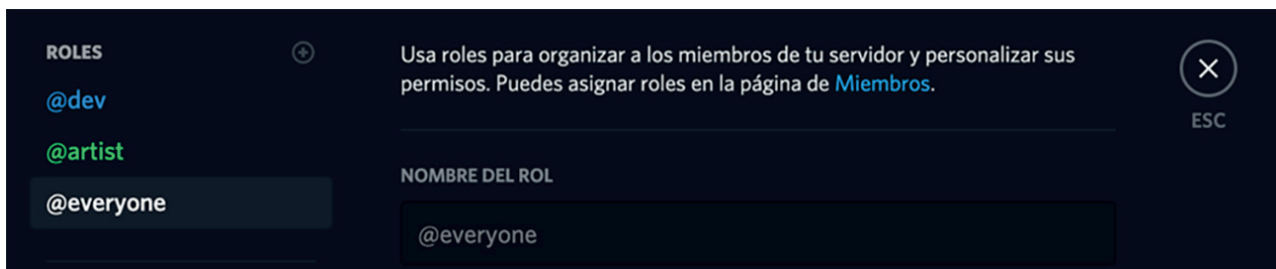 ROLES
@dev
@artist
@everyone
Usa roles para organizar a los miembros de tu servidor y personalizar sus
permisos. Puedes asignar roles en la página de Miembros.
NOMBRE DEL ROL
@everyone
ESC